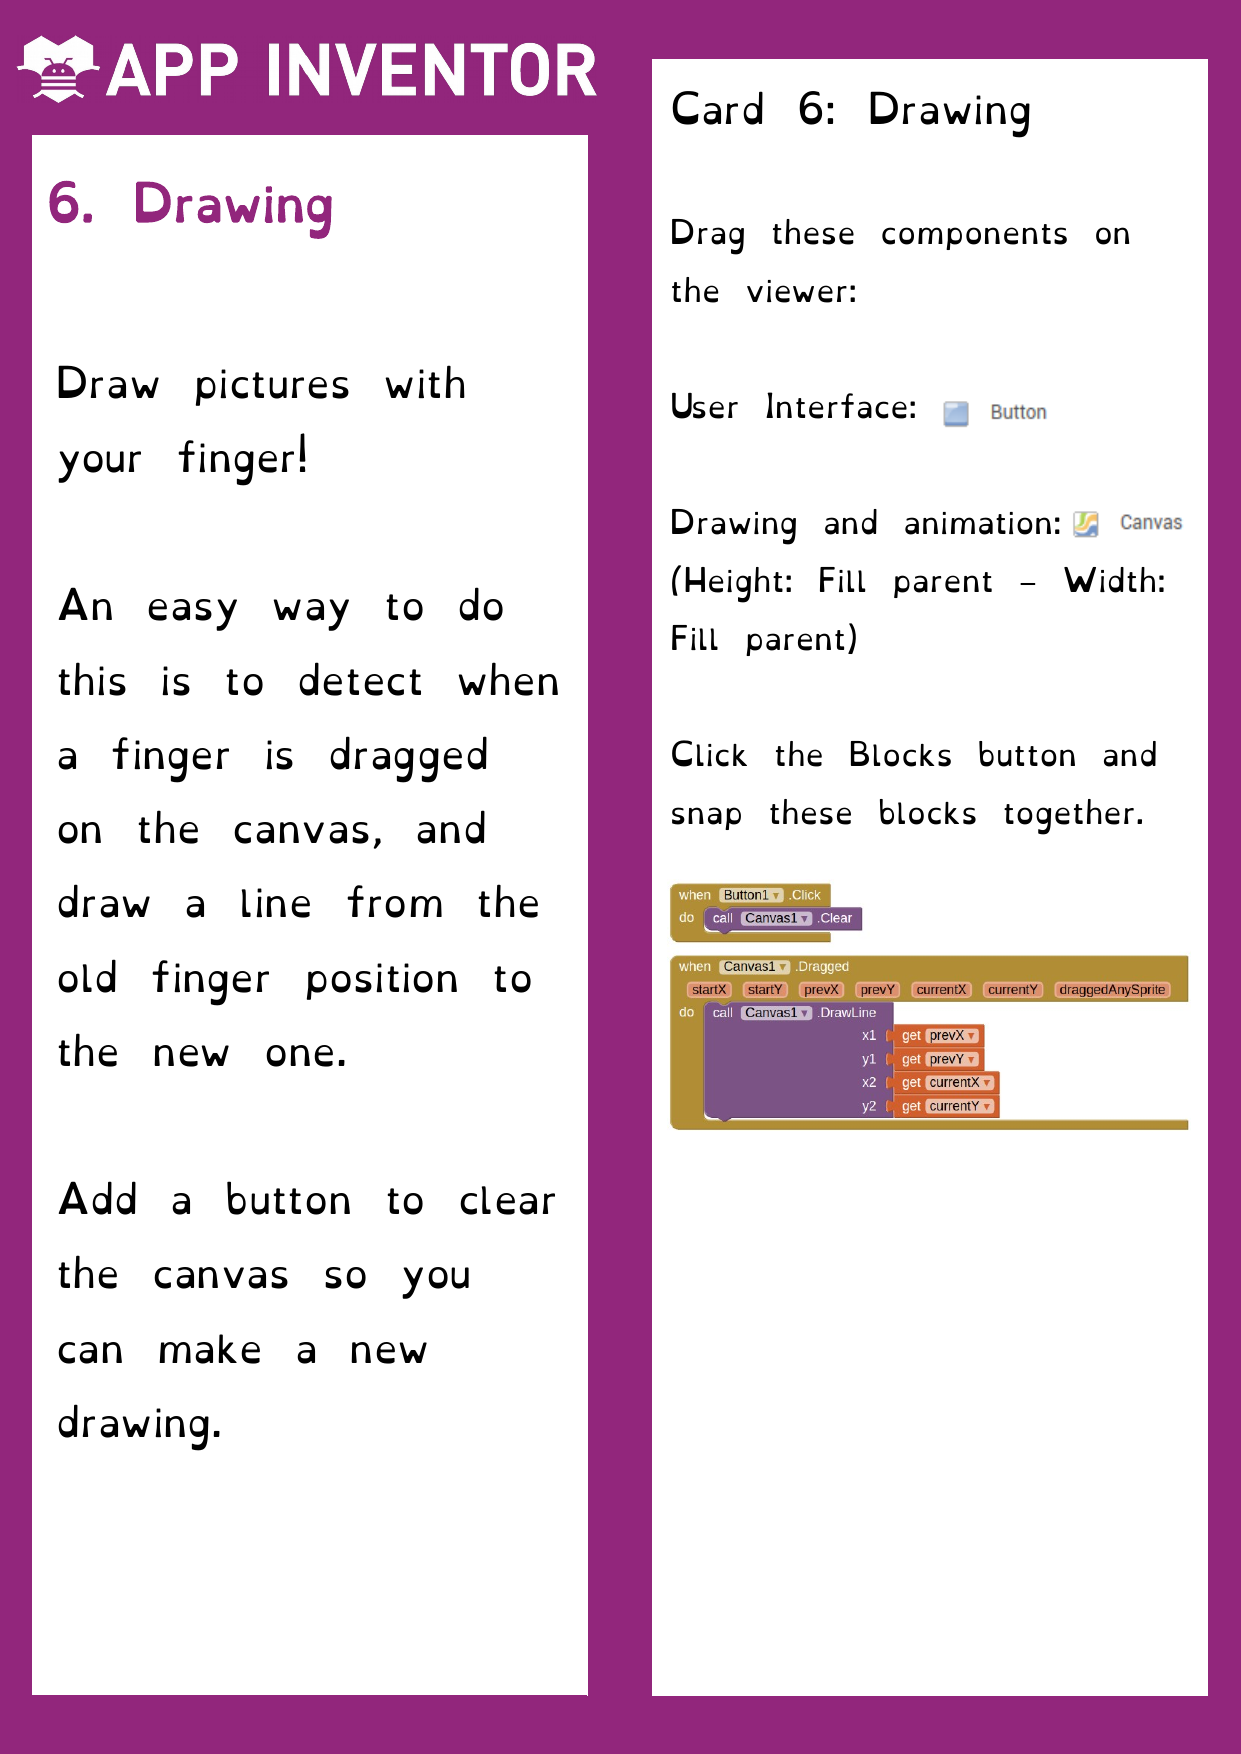 APP INVENTOR
6. Drawing
Draw pictures with
your finger!
An easy way to do
this is to detect when
a finger is dragged
on the canvas, and
draw a line from the
old finger position to
the new one.
Add a button to clear
the canvas so you
can make a new
drawing.
Card 6: Drawing
Drag these components on
the viewer:
User Interface: Button
Drawing and animation: Canvas
(Height: Fill parent – Width:
Fill parent)
Click the Blocks button and
snap these blocks together.
when Button1 .Click
do call Canvas1 .Clear
when Canvas1 .Dragged
startX startY prevX prevY currentX currentY draggedAnySprite
do call Canvas1 .DrawLine
x1 get prevX
y1 get prevY
x2 get currentX
y2 get currentY